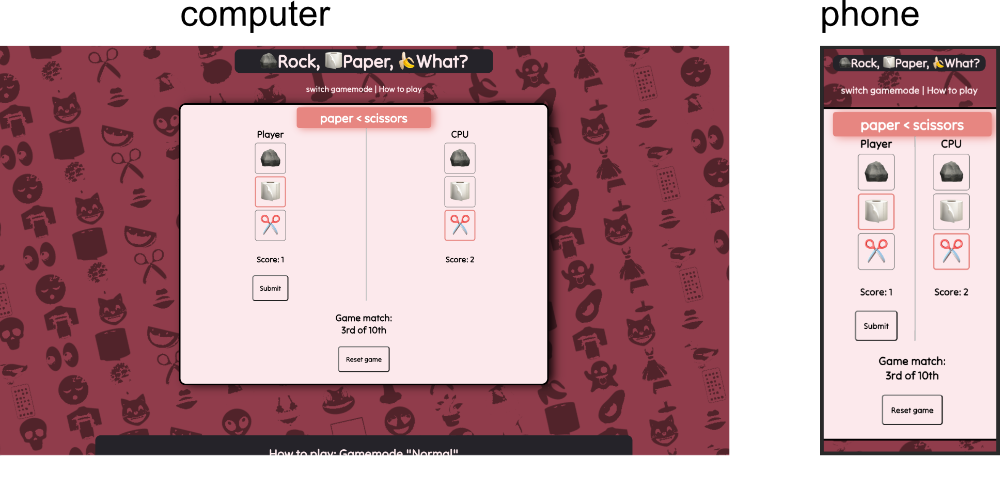 computer
Rock, Paper, What?
switch gamemode | How to play
paper < scissors
Player
CPU
Score: 1
Score: 2
Submit
Game match:
3rd of 10th
Reset game
How to play: Gamemode "Normal"
phone
Rock, Paper, What?
switch gamemode | How to play
paper < scissors
Player
CPU
Score: 1
Score: 2
Submit
Game match:
3rd of 10th
Reset game